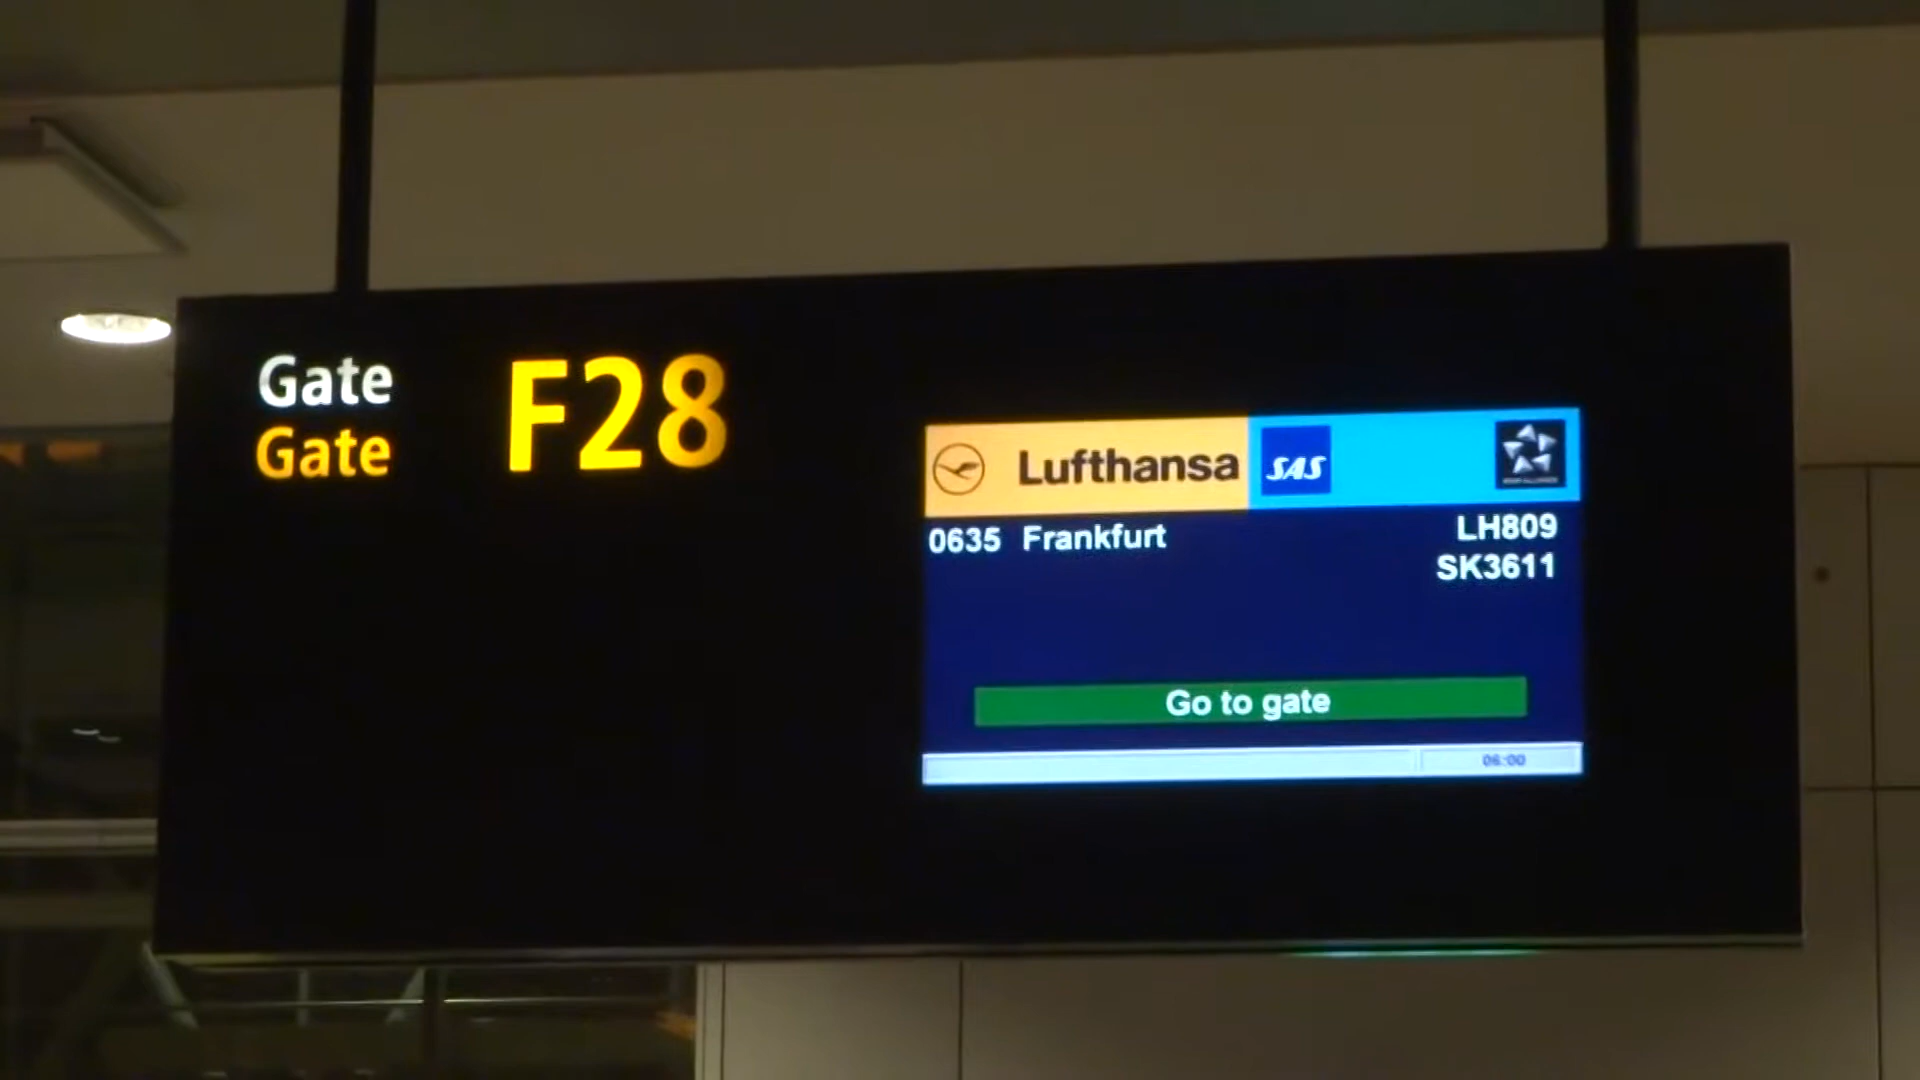 Gate
Gate
F28
Lufthansa
SAS
0635 Frankfurt
LH809
SK3611
Go to gate
06:00